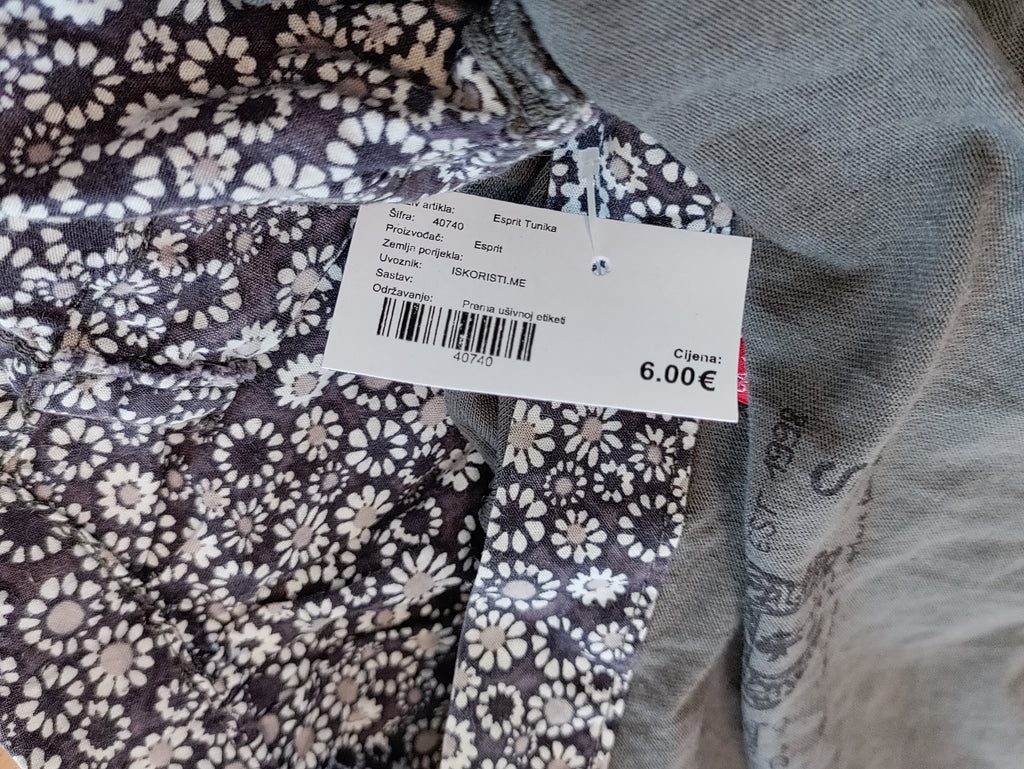 artikla: Esprit Tunika
Šifra: 40740
Proizvođač: Esprit
Zemlja porijekla:
Uvoznik: ISKORISTI.ME
Sastav:
Održavanje: Prema ušivnoj etiketi
40740
Cijena:
6.00€
EST